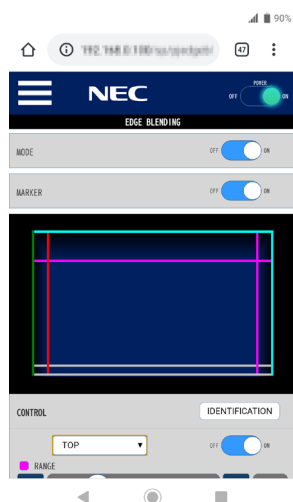 90%
47
NEC
POWER
OFF ON
EDGE BLENDING
MODE OFF ON
MARKER OFF ON
CONTROL IDENTIFICATION
TOP ▼ OFF ON
RANGE